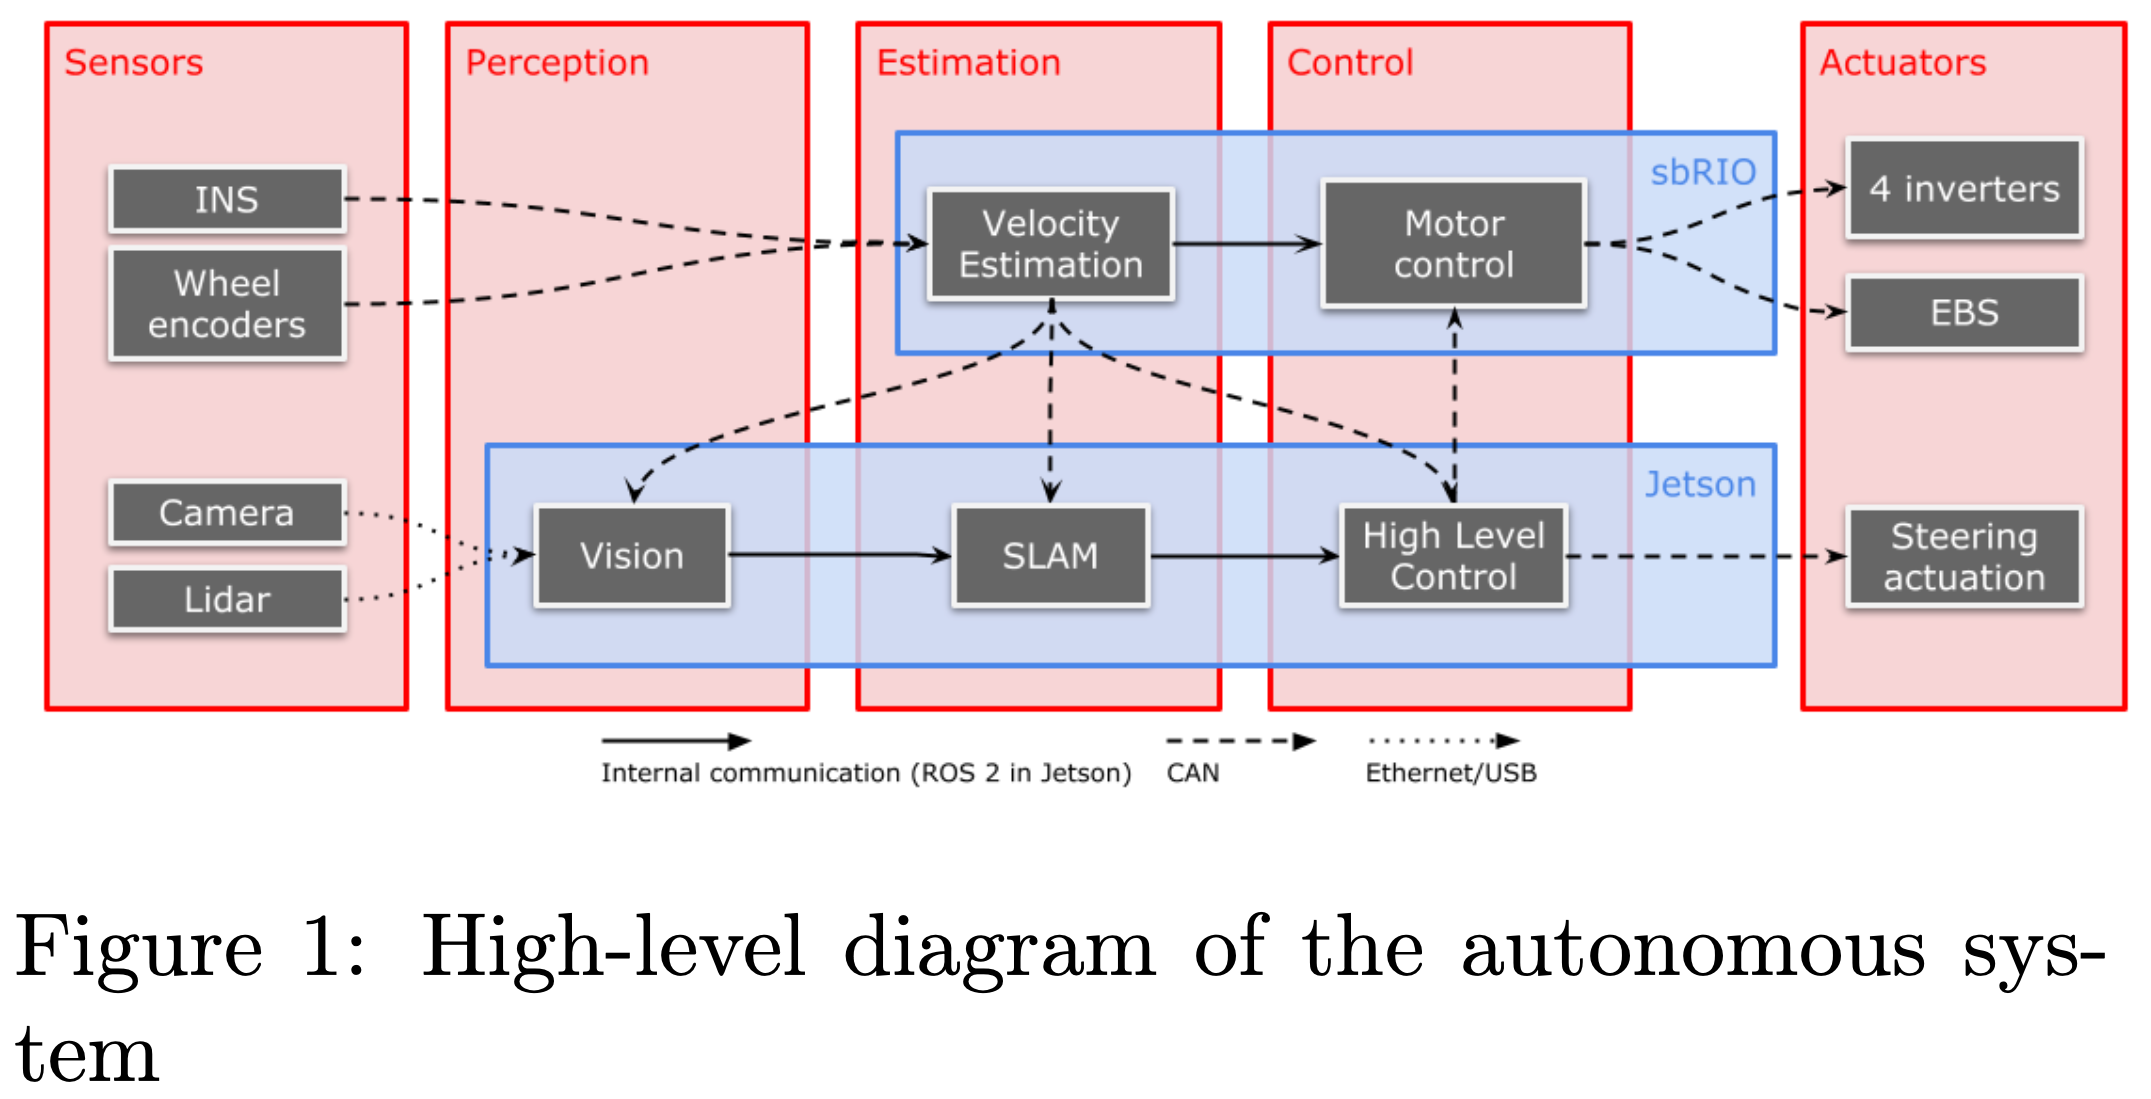 Sensors
Perception
Estimation
Control
Actuators
sbRIO
INS
Wheel
encoders
Velocity
Estimation
Motor
control
4 inverters
EBS
Jetson
Camera
Lidar
Vision
SLAM
High Level
Control
Steering
actuation
Internal communication (ROS 2 in Jetson)
CAN
Ethernet/USB
Figure 1: High-level diagram of the autonomous sys-
tem